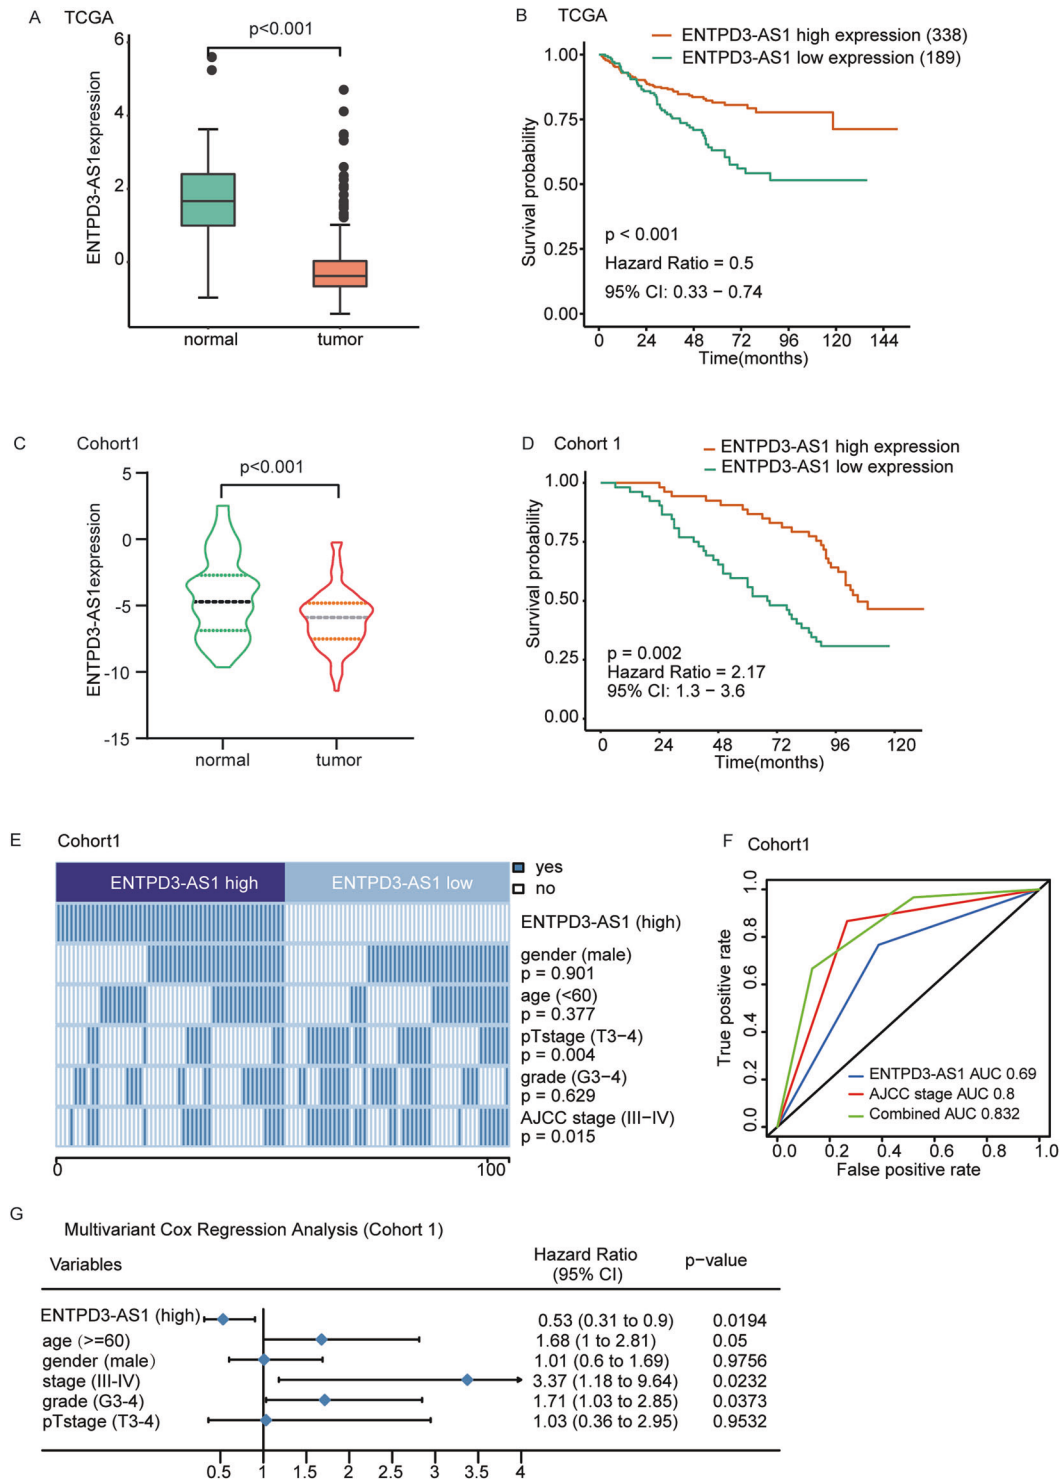 A TCGA
p<0.001
ENTPD3-AS1expression
6
4
2
0
normal tumor
B TCGA
ENTPD3-AS1 high expression (338)
ENTPD3-AS1 low expression (189)
Survival probability
1.00
0.75
0.50
0.25
0.00
p < 0.001
Hazard Ratio = 0.5
95% CI: 0.33 − 0.74
0 24 48 72 96 120 144
Time(months)
C Cohort1
p<0.001
ENTPD3-AS1expression
5
0
-5
-10
-15
normal tumor
D Cohort 1
ENTPD3-AS1 high expression
ENTPD3-AS1 low expression
Survival probability
1.00
0.75
0.50
0.25
0.00
p = 0.002
Hazard Ratio = 2.17
95% CI: 1.3 − 3.6
0 24 48 72 96 120
Time(months)
E Cohort1
ENTPD3-AS1 high ENTPD3-AS1 low
yes
no
ENTPD3-AS1 (high)
gender (male)
p = 0.901
age (<60)
p = 0.377
pTstage (T3−4)
p = 0.004
grade (G3−4)
p = 0.629
AJCC stage (III−IV)
p = 0.015
0 100
F Cohort1
True positive rate
1.0
0.8
0.6
0.4
0.2
0.0
ENTPD3-AS1 AUC 0.69
AJCC stage AUC 0.8
Combined AUC 0.832
0.0 0.2 0.4 0.6 0.8 1.0
False positive rate
G
Multivariant Cox Regression Analysis (Cohort 1)
Variables Hazard Ratio (95% CI) p−value
ENTPD3-AS1 (high) 0.53 (0.31 to 0.9) 0.0194
age (>=60) 1.68 (1 to 2.81) 0.05
gender (male) 1.01 (0.6 to 1.69) 0.9756
stage (III-IV) 3.37 (1.18 to 9.64) 0.0232
grade (G3-4) 1.71 (1.03 to 2.85) 0.0373
pTstage (T3-4) 1.03 (0.36 to 2.95) 0.9532
0.5 1 1.5 2 2.5 3 3.5 4